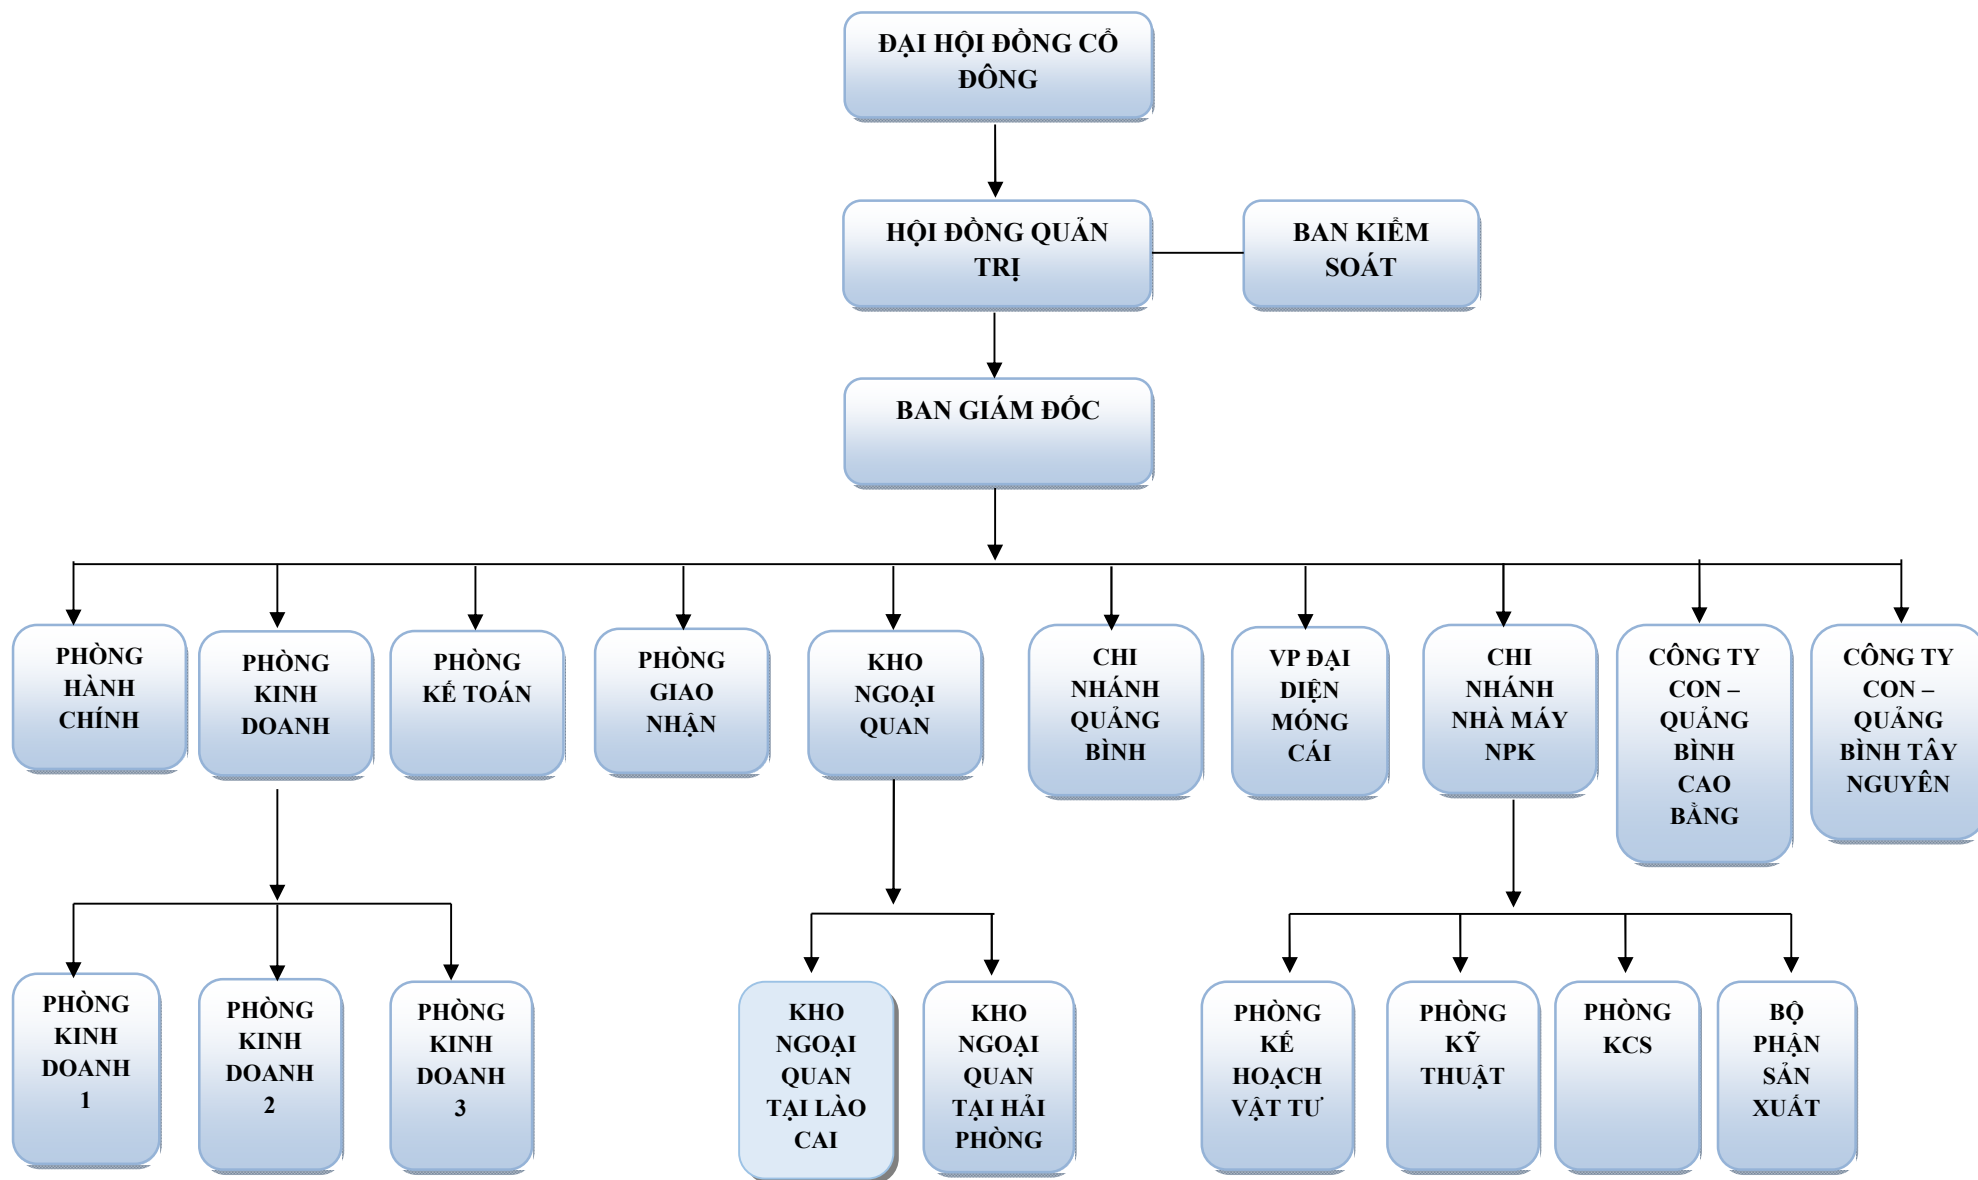 ĐẠI HỘI ĐỒNG CỔ
ĐÔNG
HỘI ĐỒNG QUẢN
TRỊ
BAN KIỂM
SOÁT
BAN GIÁM ĐỐC
PHÒNG
HÀNH
CHÍNH
PHÒNG
KINH
DOANH
PHÒNG
KẾ TOÁN
PHÒNG
GIAO
NHẬN
KHO
NGOẠI
QUAN
CHI
NHÁNH
QUẢNG
BÌNH
VP ĐẠI
DIỆN
MÓNG
CÁI
CHI
NHÁNH
NHÀ MÁY
NPK
CÔNG TY
CON –
QUẢNG
BÌNH
CAO
BẰNG
CÔNG TY
CON –
QUẢNG
BÌNH TÂY
NGUYÊN
PHÒNG
KINH
DOANH
1
PHÒNG
KINH
DOANH
2
PHÒNG
KINH
DOANH
3
KHO
NGOẠI
QUAN
TẠI LÀO
CAI
KHO
NGOẠI
QUAN
TẠI HẢI
PHÒNG
PHÒNG
KẾ
HOẠCH
VẬT TƯ
PHÒNG
KỸ
THUẬT
PHÒNG
KCS
BỘ
PHẬN
SẢN
XUẤT